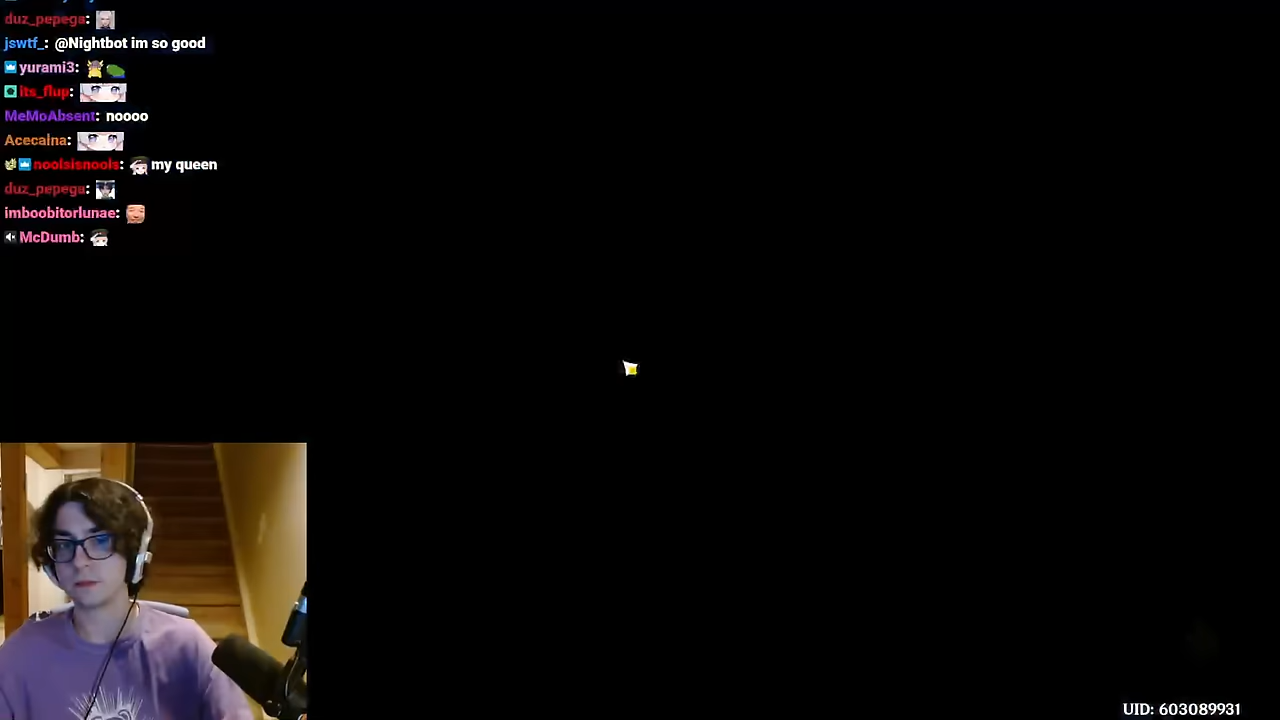 duz_pepega:
jswtf_: @Nightbot im so good
yurami3:
its_flup:
MeMoAbsent: noooo
Acecalna:
noolsisnools: my queen
duz_pepega:
imboobitorlunae:
McDumb:
UID: 603089931